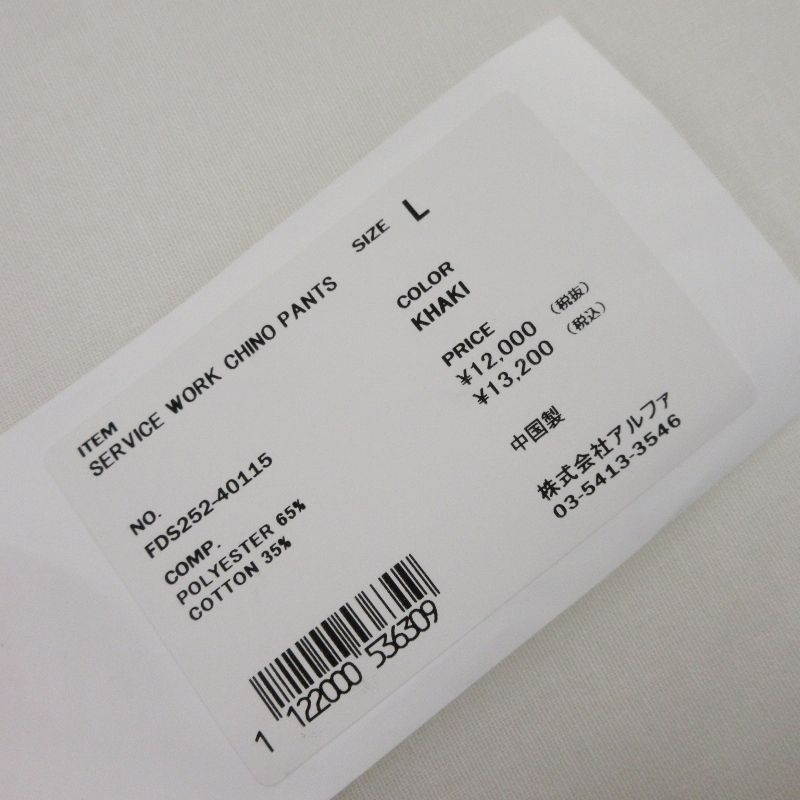 ITEM
SERVICE WORK CHINO PANTS
SIZE L
NO.
FDS252-40115
COMP.
POLYESTER 65%
COTTON 35%
COLOR
KHAKI
PRICE
¥12,000 (税抜)
¥13,200 (税込)
中国製
株式会社アルファ
03-5413-3546
1 122000 536309